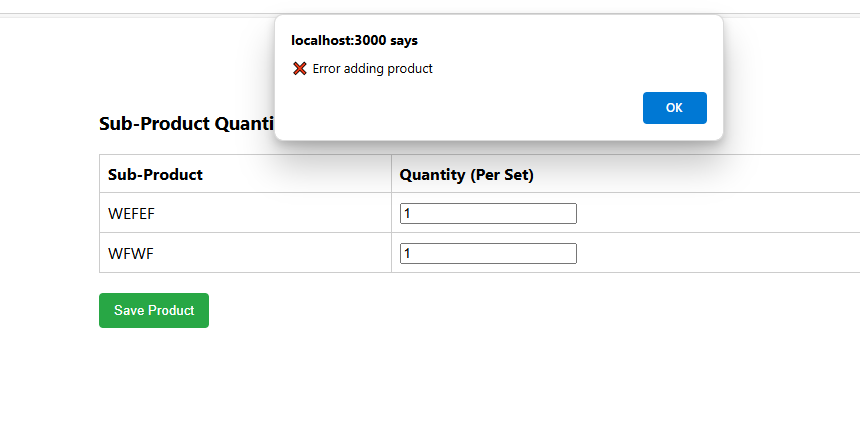 localhost:3000 says
❌ Error adding product
OK
Sub-Product Quanti
Sub-Product Quantity (Per Set)
WEFEF 1
WFWF 1
Save Product